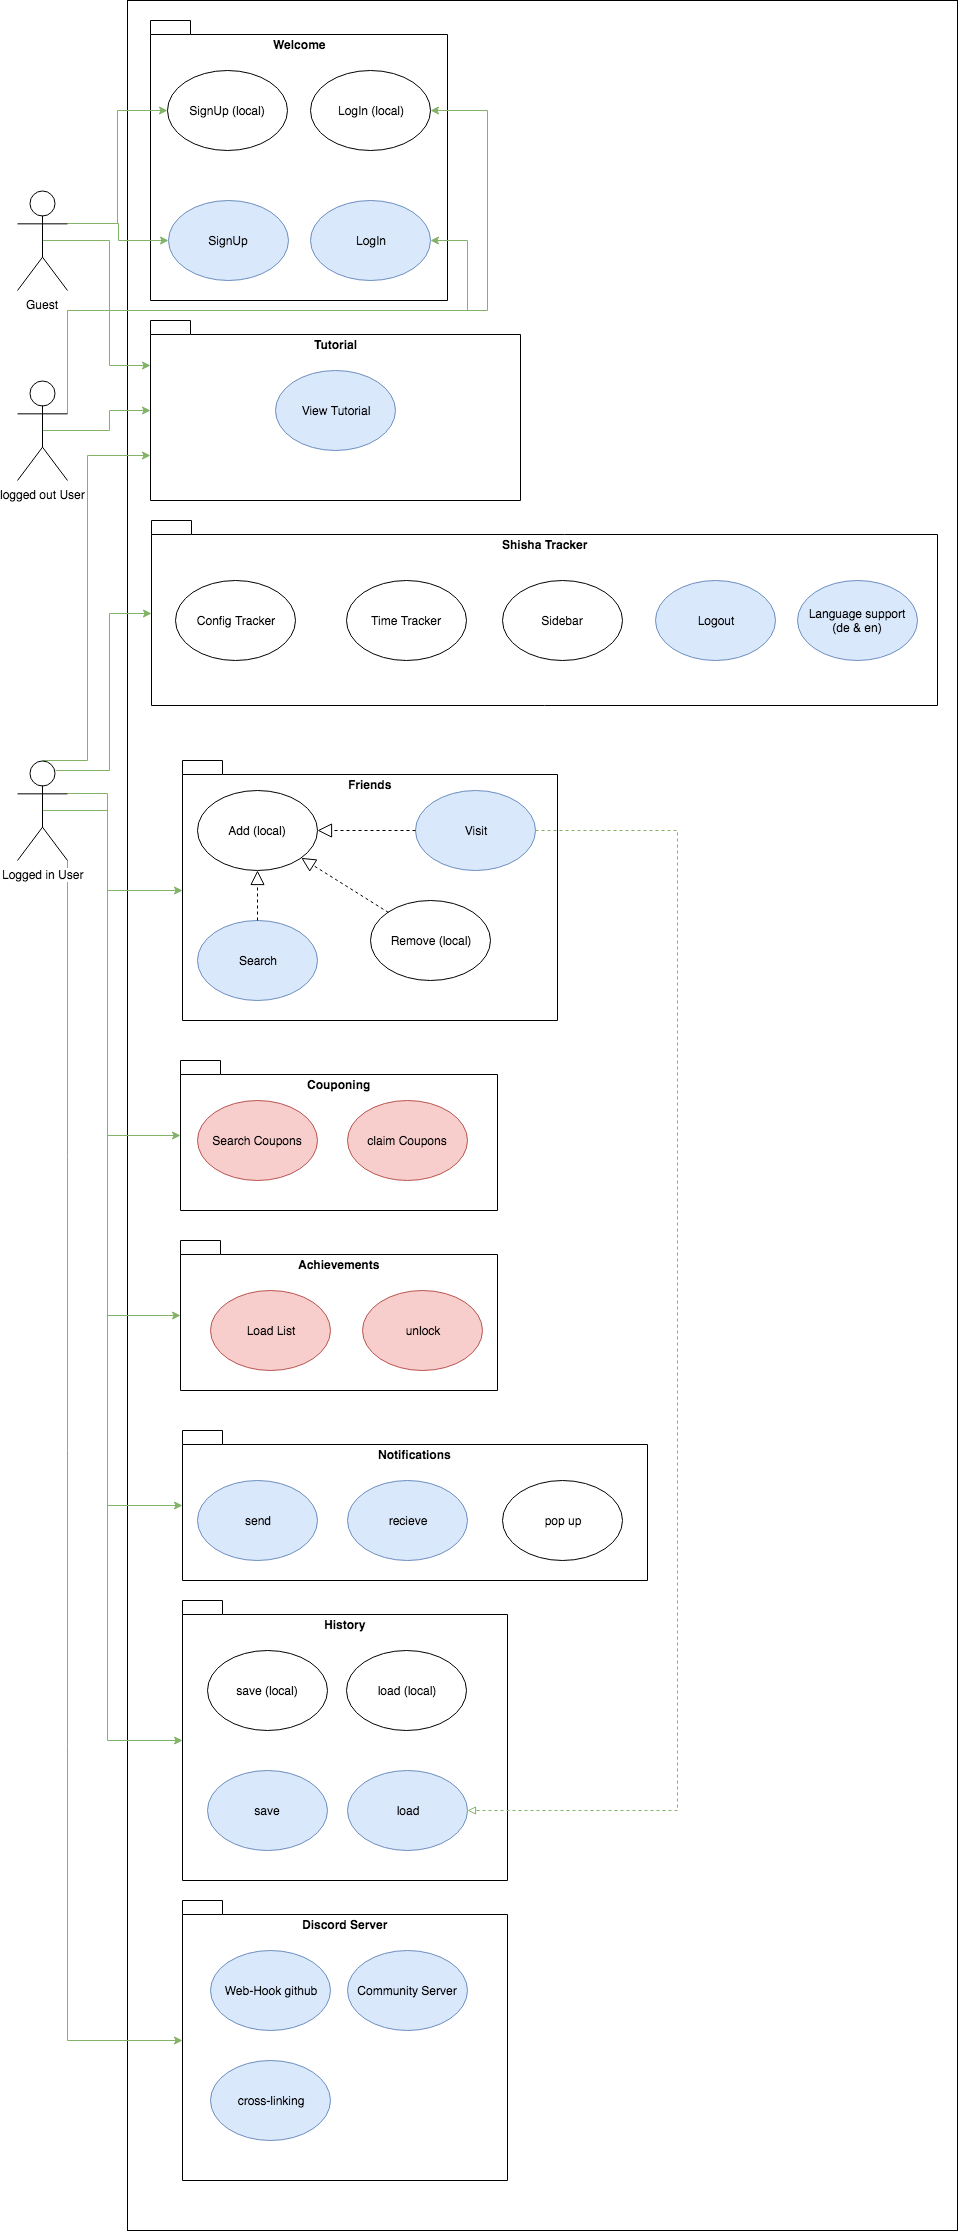 Welcome
SignUp (local)
LogIn (local)
SignUp
LogIn
Guest
Tutorial
View Tutorial
logged out User
Shisha Tracker
Config Tracker
Time Tracker
Sidebar
Logout
Language support
(de & en)
Friends
Add (local)
Visit
Logged in User
Remove (local)
Search
Couponing
Search Coupons
claim Coupons
Achievements
Load List
unlock
Notifications
send
recieve
pop up
History
save (local)
load (local)
save
load
Discord Server
Web-Hook github
Community Server
cross-linking